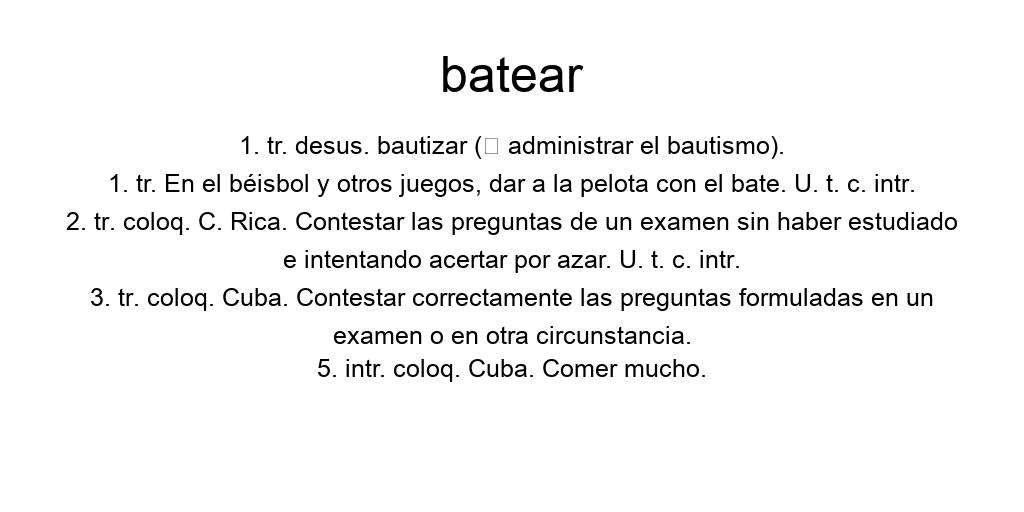 batear
1. tr. desus. bautizar (▯ administrar el bautismo).
1. tr. En el béisbol y otros juegos, dar a la pelota con el bate. U. t. c. intr.
2. tr. coloq. C. Rica. Contestar las preguntas de un examen sin haber estudiado
e intentando acertar por azar. U. t. c. intr.
3. tr. coloq. Cuba. Contestar correctamente las preguntas formuladas en un
examen o en otra circunstancia.
5. intr. coloq. Cuba. Comer mucho.